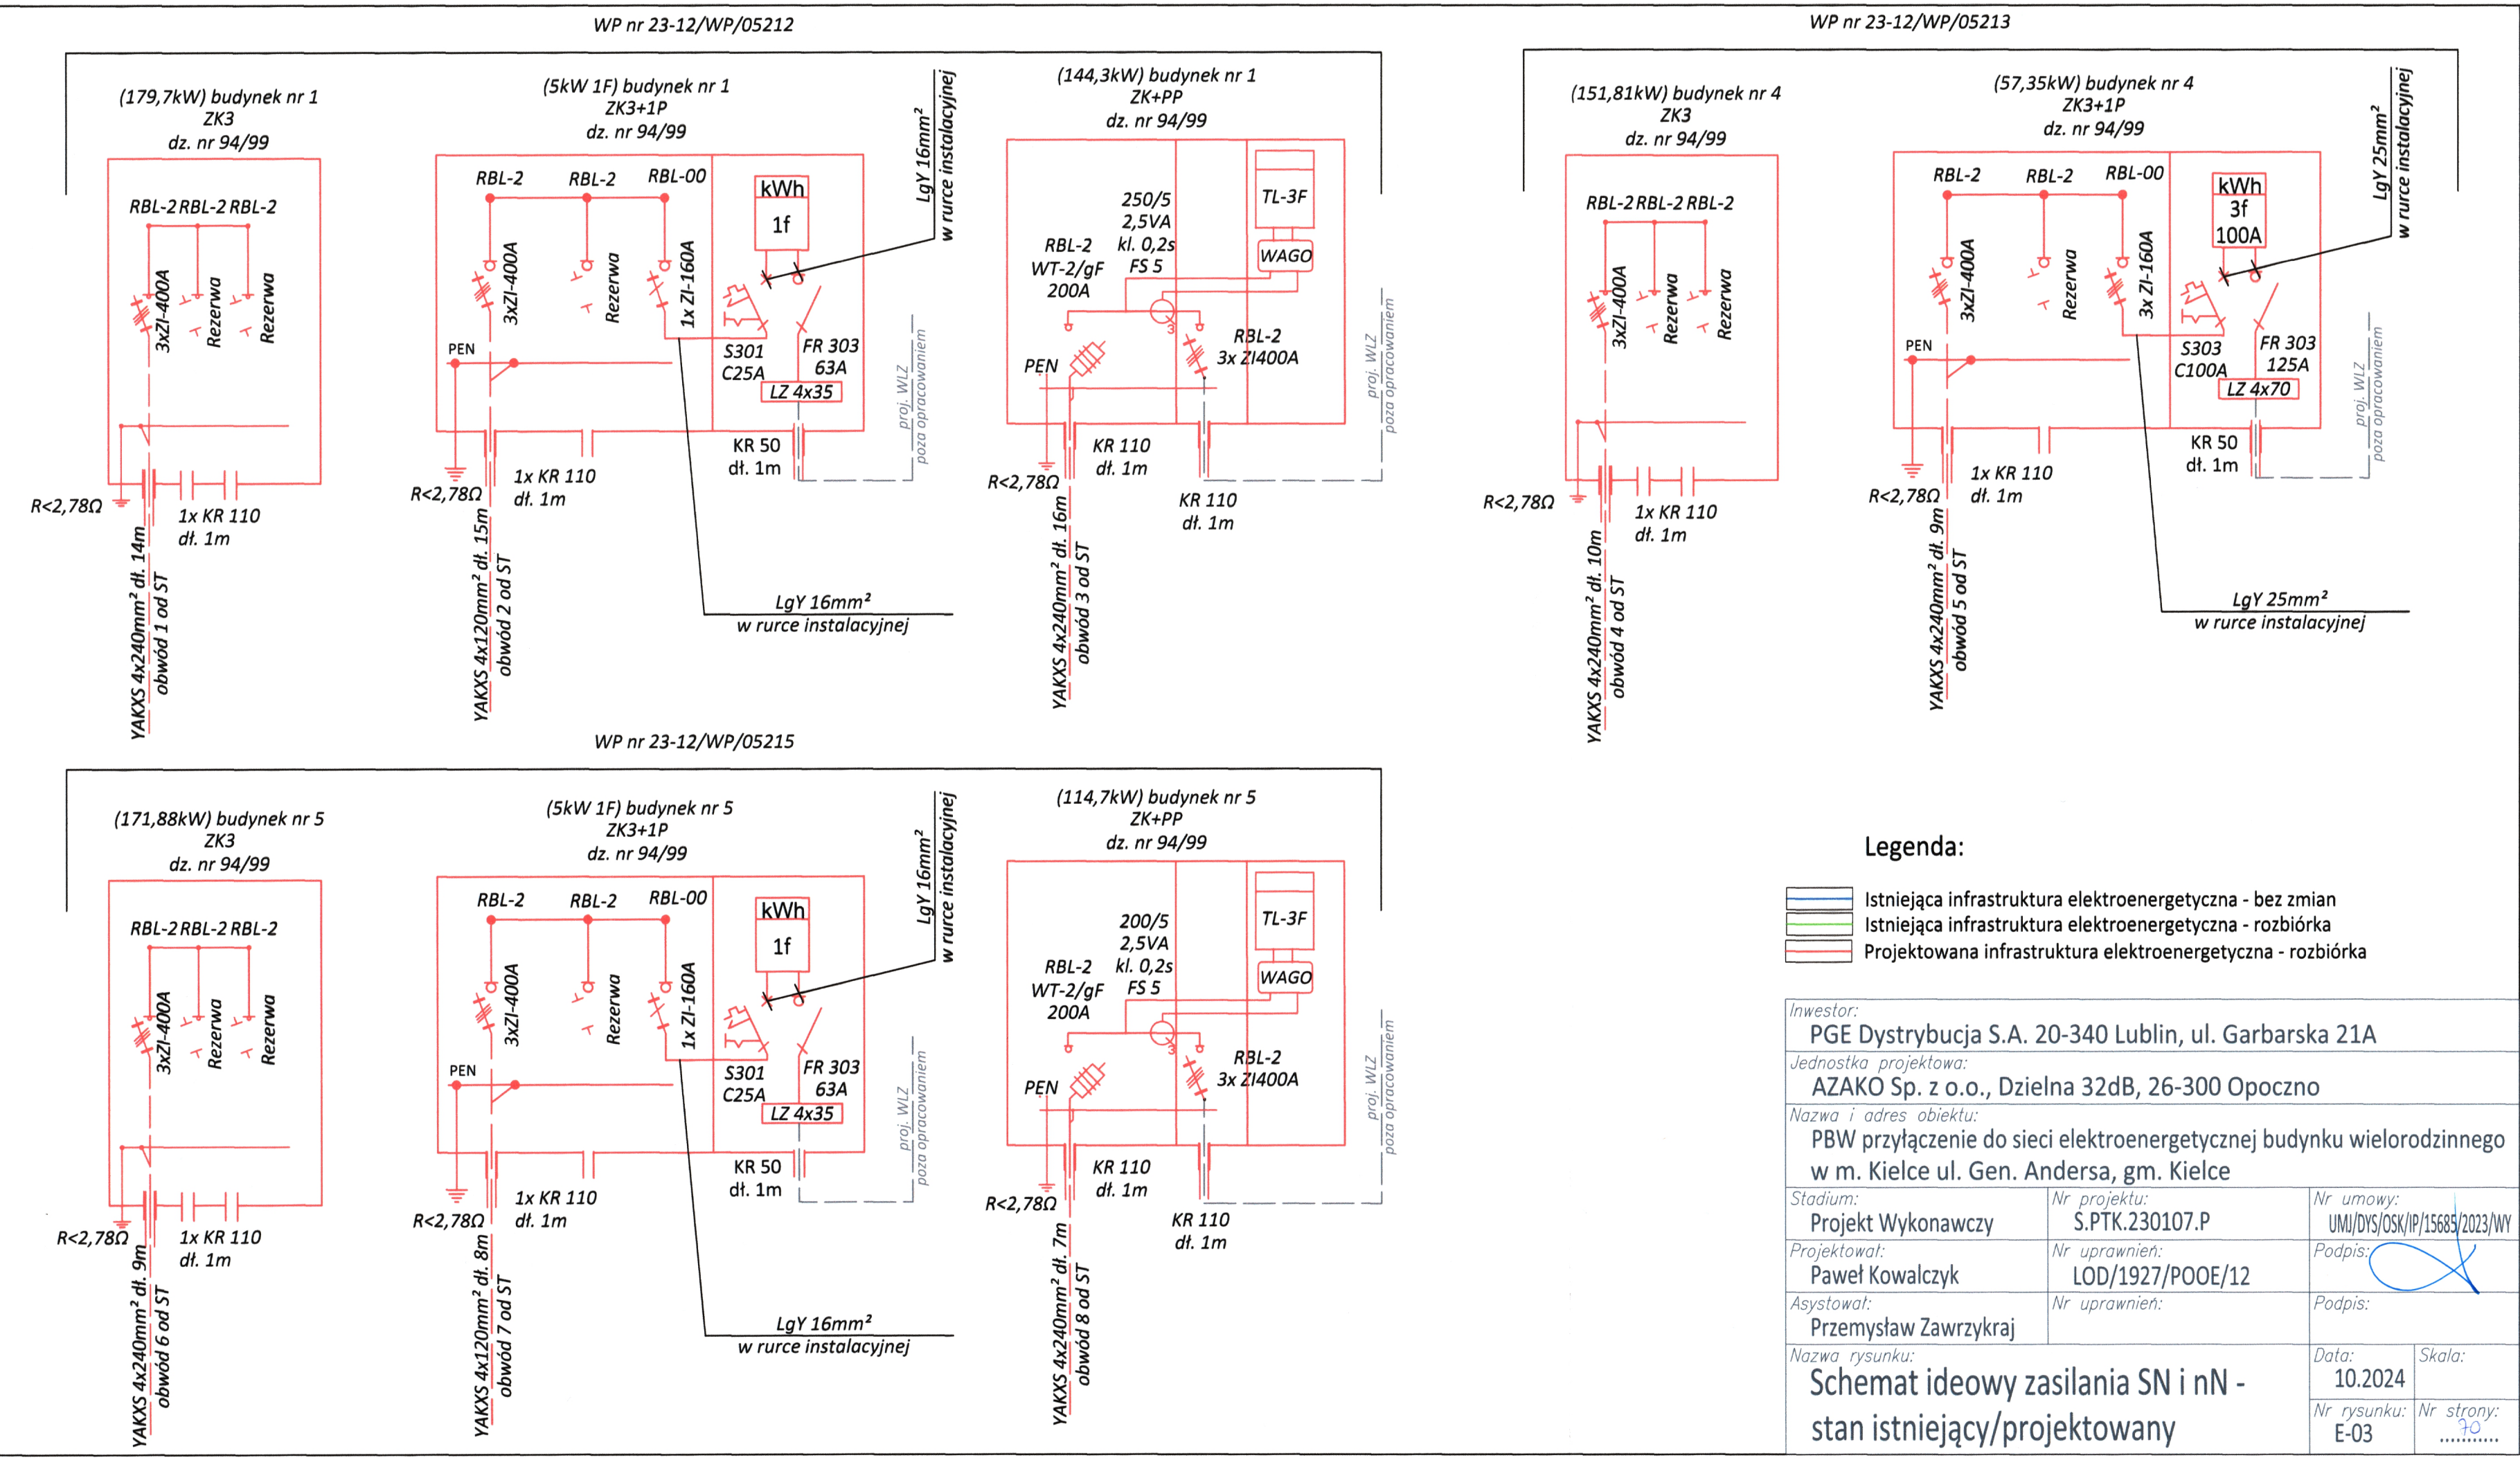 WP nr 23-12/WP/05212
(179,7kW) budynek nr 1
ZK3
dz. nr 94/99
RBL-2 RBL-2 RBL-2
3xZI-400A
Rezerwa
Rezerwa
R<2,78Ω
1x KR 110
dł. 1m
YAKXS 4x240mm² dł. 14m
obwód 1 od ST
(5kW 1F) budynek nr 1
ZK3+1P
dz. nr 94/99
RBL-2
RBL-2
RBL-00
kWh
1f
3xZI-400A
Rezerwa
1x ZI-160A
PEN
S301
C25A
FR 303
63A
LZ 4x35
KR 50
dł. 1m
R<2,78Ω
1x KR 110
dł. 1m
YAKXS 4x120mm² dł. 15m
obwód 2 od ST
LgY 16mm²
w rurce instalacyjnej
LgY 16mm²
w rurce instalacyjnej
proj. WLZ
poza opracowaniem
(144,3kW) budynek nr 1
ZK+PP
dz. nr 94/99
250/5
2,5VA
kl. 0,2s
FS 5
RBL-2
WT-2/gF
200A
TL-3F
WAGO
3
RBL-2
3x ZI400A
PEN
KR 110
dł. 1m
R<2,78Ω
KR 110
dł. 1m
YAKXS 4x240mm² dł. 16m
obwód 3 od ST
proj. WLZ
poza opracowaniem
WP nr 23-12/WP/05213
(151,81kW) budynek nr 4
ZK3
dz. nr 94/99
RBL-2 RBL-2 RBL-2
3xZI-400A
Rezerwa
Rezerwa
R<2,78Ω
1x KR 110
dł. 1m
YAKXS 4x240mm² dł. 10m
obwód 4 od ST
(57,35kW) budynek nr 4
ZK3+1P
dz. nr 94/99
RBL-2
RBL-2
RBL-00
kWh
3f
100A
3xZI-400A
Rezerwa
3x ZI-160A
PEN
S303
C100A
FR 303
125A
LZ 4x70
KR 50
dł. 1m
R<2,78Ω
1x KR 110
dł. 1m
YAKXS 4x240mm² dł. 9m
obwód 5 od ST
LgY 25mm²
w rurce instalacyjnej
LgY 25mm²
w rurce instalacyjnej
proj. WLZ
poza opracowaniem
WP nr 23-12/WP/05215
(171,88kW) budynek nr 5
ZK3
dz. nr 94/99
RBL-2 RBL-2 RBL-2
3xZI-400A
Rezerwa
Rezerwa
R<2,78Ω
1x KR 110
dł. 1m
YAKXS 4x240mm² dł. 9m
obwód 6 od ST
(5kW 1F) budynek nr 5
ZK3+1P
dz. nr 94/99
RBL-2
RBL-2
RBL-00
kWh
1f
3xZI-400A
Rezerwa
1x ZI-160A
PEN
S301
C25A
FR 303
63A
LZ 4x35
KR 50
dł. 1m
R<2,78Ω
1x KR 110
dł. 1m
YAKXS 4x120mm² dł. 8m
obwód 7 od ST
LgY 16mm²
w rurce instalacyjnej
LgY 16mm²
w rurce instalacyjnej
proj. WLZ
poza opracowaniem
(114,7kW) budynek nr 5
ZK+PP
dz. nr 94/99
200/5
2,5VA
kl. 0,2s
FS 5
RBL-2
WT-2/gF
200A
TL-3F
WAGO
3
RBL-2
3x ZI400A
PEN
KR 110
dł. 1m
R<2,78Ω
KR 110
dł. 1m
YAKXS 4x240mm² dł. 7m
obwód 8 od ST
proj. WLZ
poza opracowaniem
Legenda:
Istniejąca infrastruktura elektroenergetyczna - bez zmian
Istniejąca infrastruktura elektroenergetyczna - rozbiórka
Projektowana infrastruktura elektroenergetyczna - rozbiórka
Inwestor:
PGE Dystrybucja S.A. 20-340 Lublin, ul. Garbarska 21A
Jednostka projektowa:
AZAKO Sp. z o.o., Dzielna 32dB, 26-300 Opoczno
Nazwa i adres obiektu:
PBW przyłączenie do sieci elektroenergetycznej budynku wielorodzinnego
w m. Kielce ul. Gen. Andersa, gm. Kielce
Stadium:
Projekt Wykonawczy
Nr projektu:
S.PTK.230107.P
Nr umowy:
UMJ/DYS/OSK/IP/15685/2023/WY
Projektował:
Paweł Kowalczyk
Nr uprawnień:
LOD/1927/POOE/12
Podpis:
Asystował:
Przemysław Zawrzykraj
Nr uprawnień:
Podpis:
Nazwa rysunku:
Schemat ideowy zasilania SN i nN -
stan istniejący/projektowany
Data:
10.2024
Skala:
Nr rysunku:
E-03
Nr strony:
70